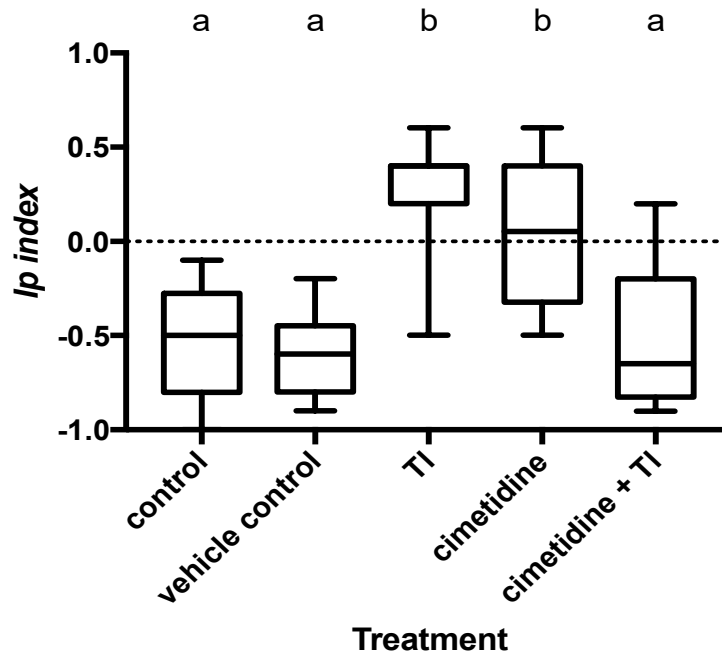 a a b b a
1.0
0.5
0.0
-0.5
-1.0
Ip index
control
vehicle control
TI
cimetidine
cimetidine + TI
Treatment